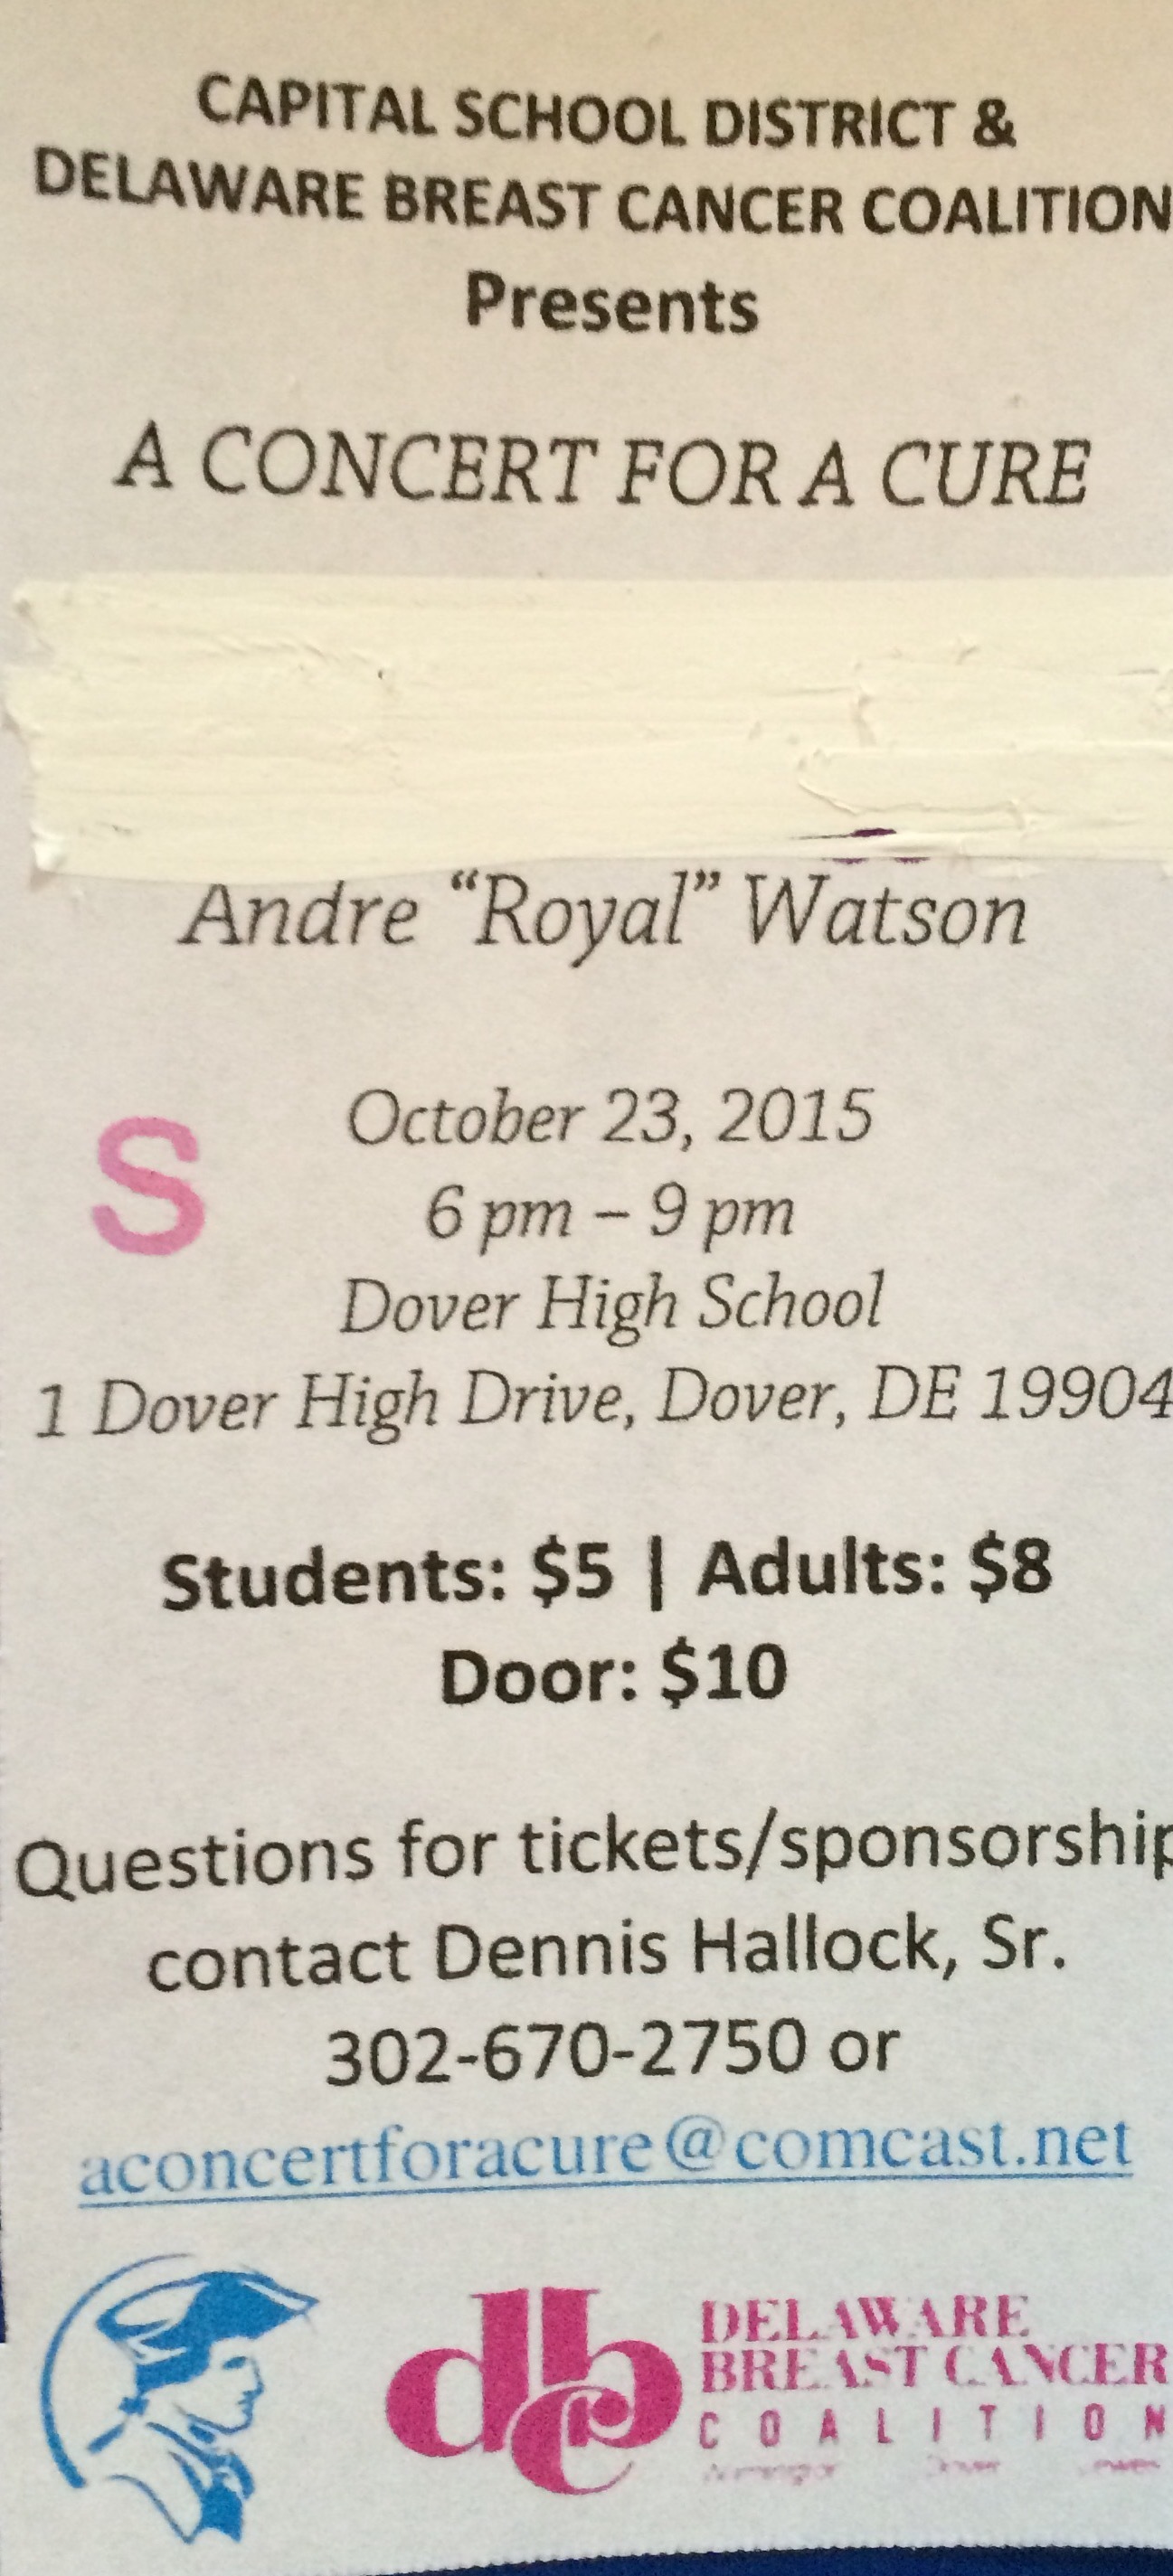 CAPITAL SCHOOL DISTRICT &
DELAWARE BREAST CANCER COALITION
Presents
A CONCERT FOR A CURE
Andre “Royal” Watson
S
October 23, 2015
6 pm – 9 pm
Dover High School
1 Dover High Drive, Dover, DE 19904
Students: $5 | Adults: $8
Door: $10
Questions for tickets/sponsorship
contact Dennis Hallock, Sr.
302-670-2750 or
aconcertforacure@comcast.net
dbcc
DELAWARE
BREAST CANCER
COALITION